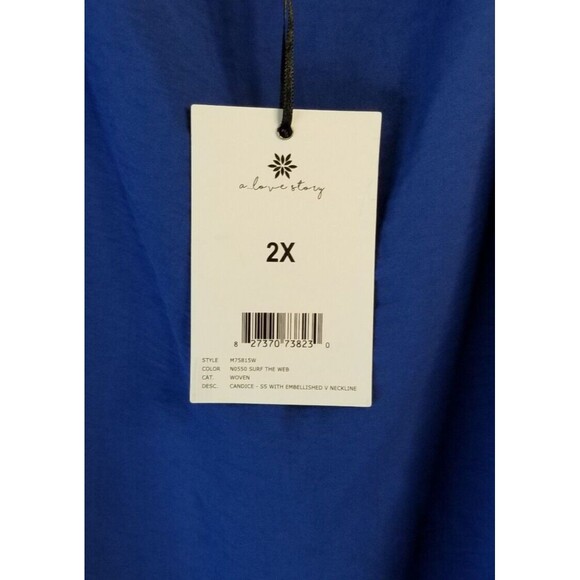 a love story
2X
8 27370 73823 0
STYLE M75815W
COLOR N0550 SURF THE WEB
CAT. WOVEN
DESC. CANDICE - SS WITH EMBELLISHED V NECKLINE